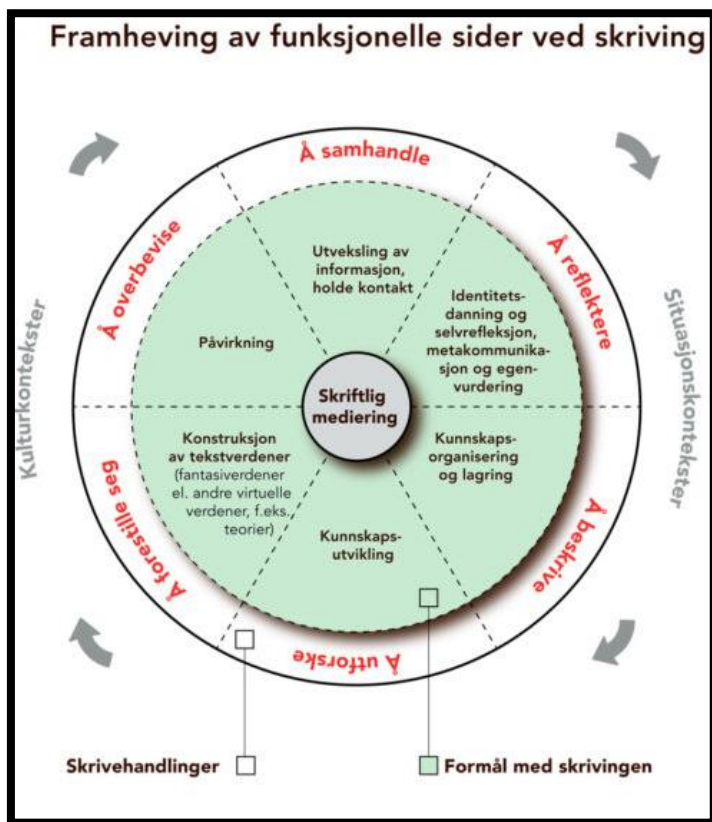 Framheving av funksjonelle sider ved skriving
Å samhandle
Å overbevise
Å reflektere
Utveksling av
informasjon,
holde kontakt
Identitets-
danning og
selvrefleksjon,
metakommunika-
sjon og egen-
vurdering
Påvirkning
Kulturkontekster
Situasjonskontekster
Skriftlig
mediering
Konstruksjon
av tekstverdener
(fantasiverdener
el. andre virtuelle
verdener, f.eks.
teorier)
Kunnskaps-
organisering
og lagring
Kunnskaps-
utvikling
Å forestille seg
Å beskrive
Å utforske
Skrivehandlinger
Formål med skrivingen